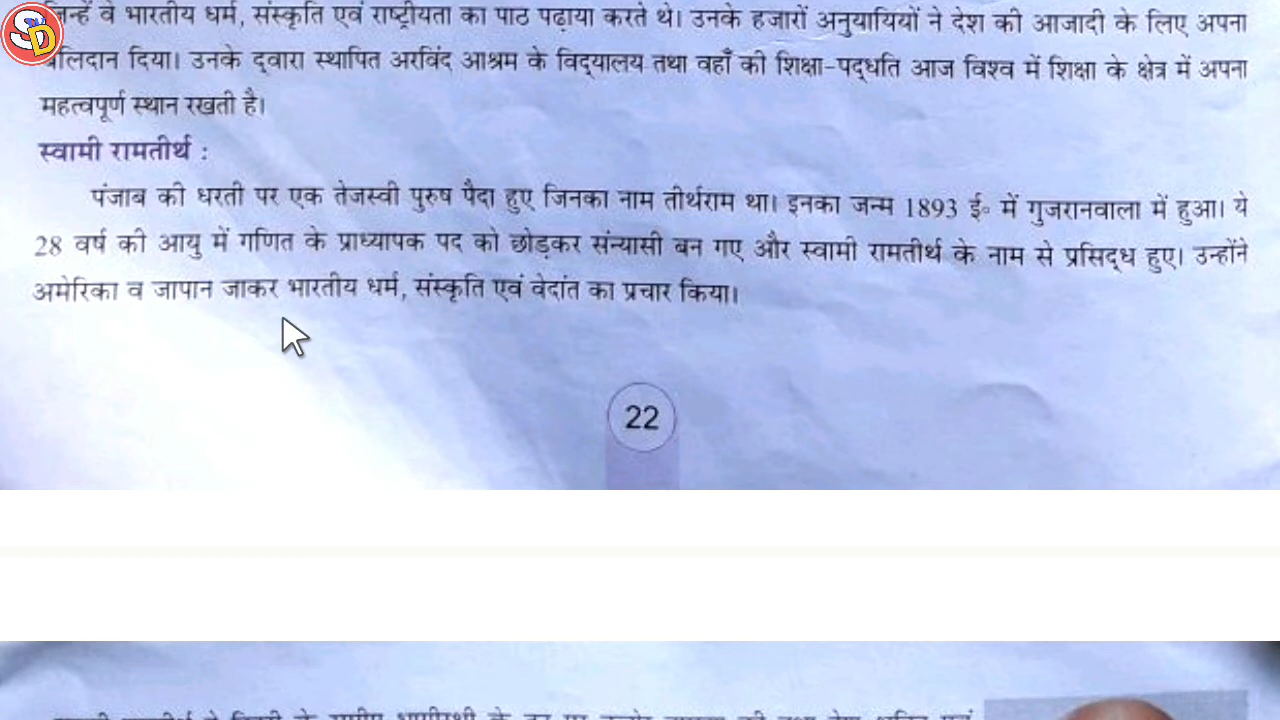 SD
जिन्हें वे भारतीय धर्म, संस्कृति एवं राष्ट्रीयता का पाठ पढ़ाया करते थे। उनके हजारों अनुयायियों ने देश की आजादी के लिए अपना
बलिदान दिया। उनके द्वारा स्थापित अरविंद आश्रम के विद्यालय तथा वहाँ की शिक्षा-पद्धति आज विश्व में शिक्षा के क्षेत्र में अपना
महत्वपूर्ण स्थान रखती है।
स्वामी रामतीर्थ :
पंजाब की धरती पर एक तेजस्वी पुरुष पैदा हुए जिनका नाम तीर्थराम था। इनका जन्म 1893 ई॰ में गुजरानवाला में हुआ। ये
28 वर्ष की आयु में गणित के प्राध्यापक पद को छोड़कर संन्यासी बन गए और स्वामी रामतीर्थ के नाम से प्रसिद्ध हुए। उन्होंने
अमेरिका व जापान जाकर भारतीय धर्म, संस्कृति एवं वेदांत का प्रचार किया।
22